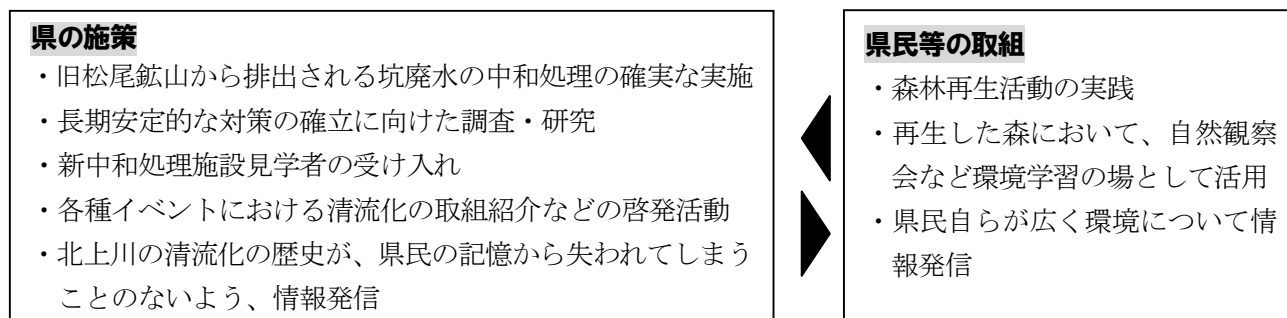 県の施策
・旧松尾鉱山から排出される坑廃水の中和処理の確実な実施
・長期安定的な対策の確立に向けた調査・研究
・新中和処理施設見学者の受け入れ
・各種イベントにおける清流化の取組紹介などの啓発活動
・北上川の清流化の歴史が、県民の記憶から失われてしまう
ことのないよう、情報発信
県民等の取組
・森林再生活動の実践
・再生した森において、自然観察
会など環境学習の場として活用
・県民自らが広く環境について情
報発信